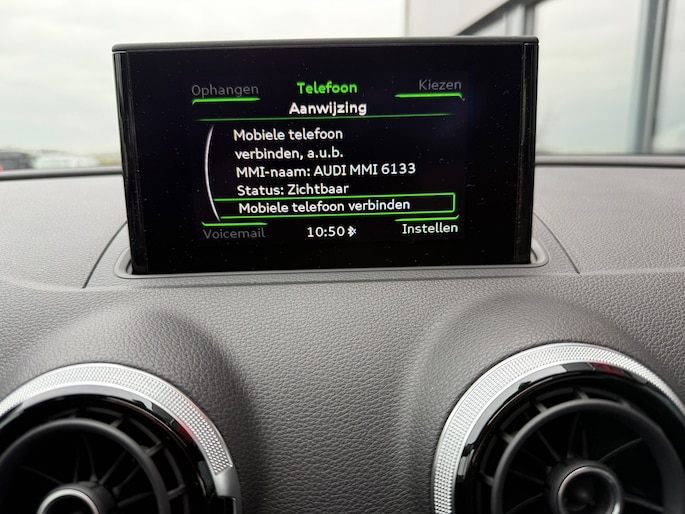 Ophangen Telefoon Kiezen
Aanwijzing
Mobiele telefoon
verbinden, a.u.b.
MMI-naam: AUDI MMI 6133
Status: Zichtbaar
Mobiele telefoon verbinden
Voicemail 10:50 Instellen